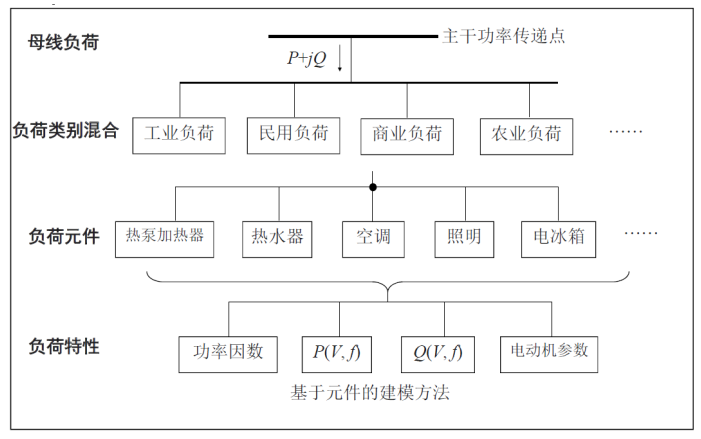 母线负荷
主干功率传递点
P+jQ
负荷类别混合
工业负荷 民用负荷 商业负荷 农业负荷 ……
负荷元件
热泵加热器 热水器 空调 照明 电冰箱 ……
负荷特性
功率因数 P(V, f) Q(V, f) 电动机参数
基于元件的建模方法